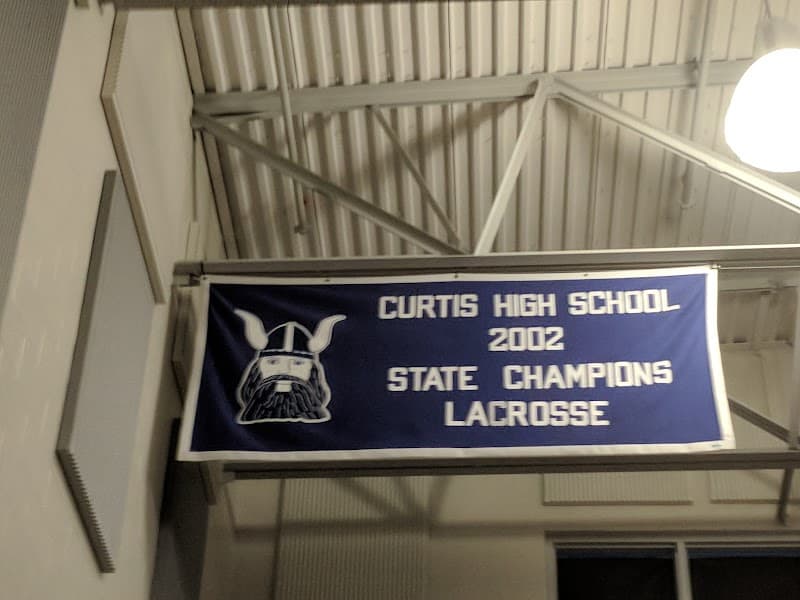 CURTIS HIGH SCHOOL
2002
STATE CHAMPIONS
LACROSSE